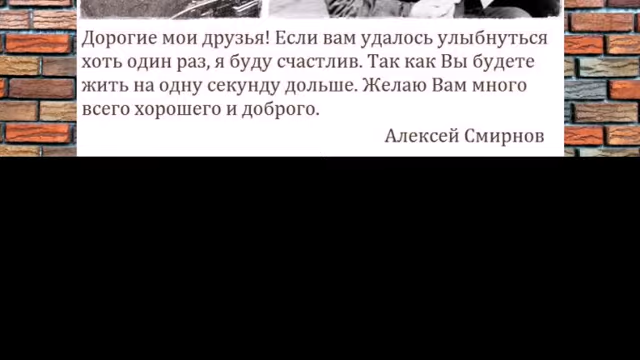 Дорогие мои друзья! Если вам удалось улыбнуться
хоть один раз, я буду счастлив. Так как Вы будете
жить на одну секунду дольше. Желаю Вам много
всего хорошего и доброго.
Алексей Смирнов